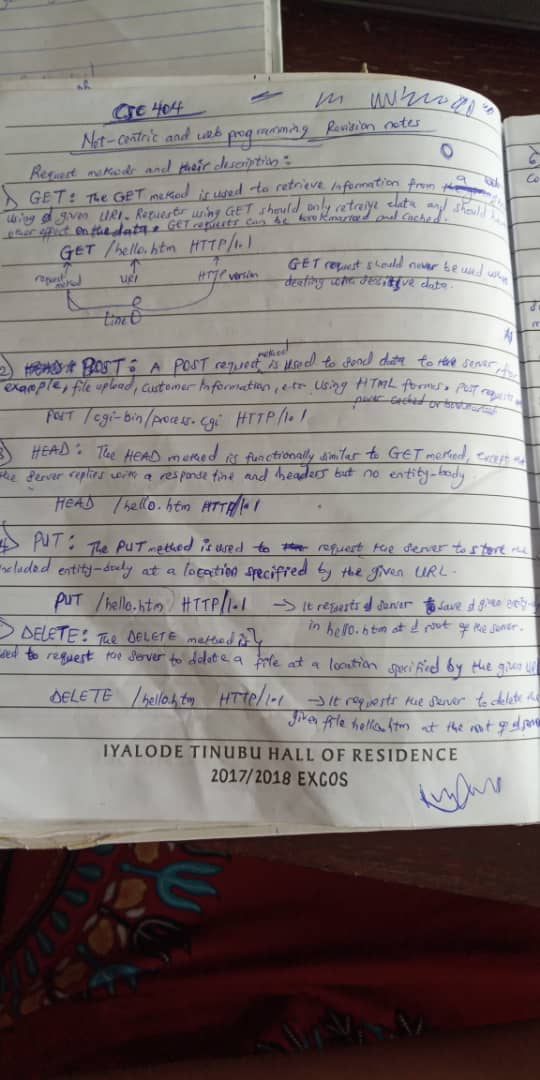 CSC 404
Net-centric and web programming Revision notes
Request methods and their description:
1) GET: The GET method is used to retrieve information from a
using d given URI. Requests using GET should only retreive data and should
other effect on the data. GET requests can be bookmarked and cached.
GET /hello.htm HTTP/1.1
request method URI HTTP version
GET request should never be used when
dealing with sensitive data.
Line
2) POST: A POST request method is used to send data to the server, for
example, file upload, customer information, etc using HTML forms. POST requests
never cached or bookmarked
POST /cgi-bin/process.cgi HTTP/1.1
3 HEAD: The HEAD method is functionally similar to GET method, except
the server replies with a response line and headers but no entity-body.
HEAD /hello.htm HTTP/1.1
4) PUT: The PUT method is used to request the server to store the
included entity-body at a location specified by the given URL.
PUT /hello.htm HTTP/1.1 → It requests d server to save d given entity-
in hello.htm at d root of the server.
DELETE: The DELETE method is
used to request the server to delete a file at a location specified by the given
DELETE /hello.htm HTTP/1.1 → It requests the server to delete the
given file hello.htm at the root of d
IYALODE TINUBU HALL OF RESIDENCE
2017/2018 EXCOS